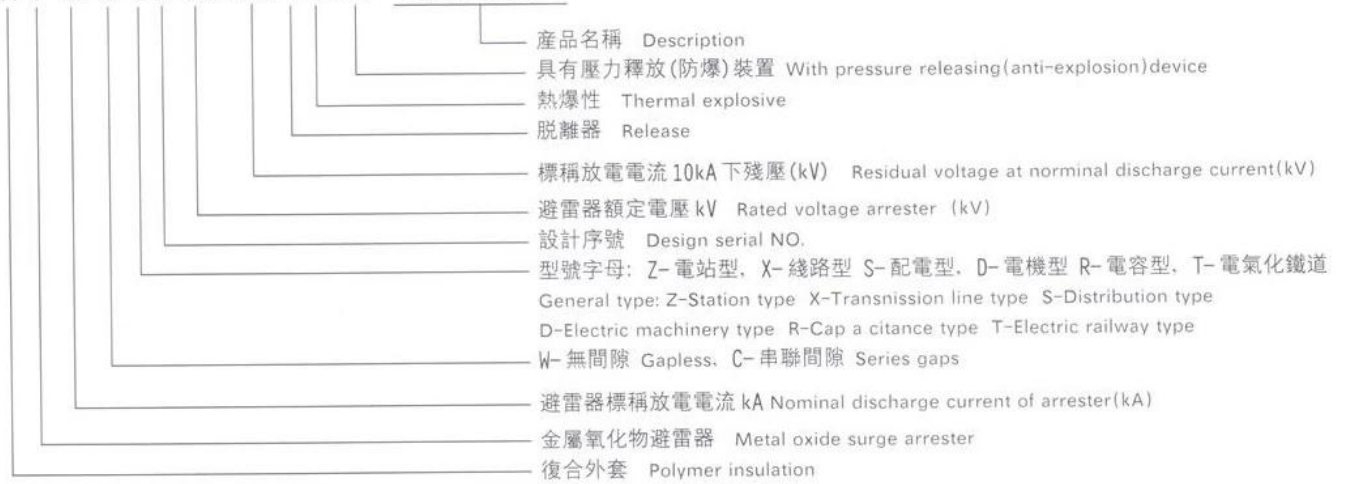 産品名稱 Description
具有壓力釋放(防爆)裝置 With pressure releasing(anti-explosion)device
熱爆性 Thermal explosive
脱離器 Release
標稱放電電流10kA下殘壓(kV) Residual voltage at norminal discharge current(kV)
避雷器額定電壓kV Rated voltage arrester (kV)
設計序號 Design serial NO.
型號字母: Z-電站型、X-綫路型 S-配電型、D-電機型 R-電容型、T-電氣化鐵道
General type: Z-Station type X-Transnission line type S-Distribution type
D-Electric machinery type R-Cap a citance type T-Electric railway type
W-無間隙 Gapless、C-串聯間隙 Series gaps
避雷器標稱放電電流 kA Nominal discharge current of arrester(kA)
金屬氧化物避雷器 Metal oxide surge arrester
復合外套 Polymer insulation